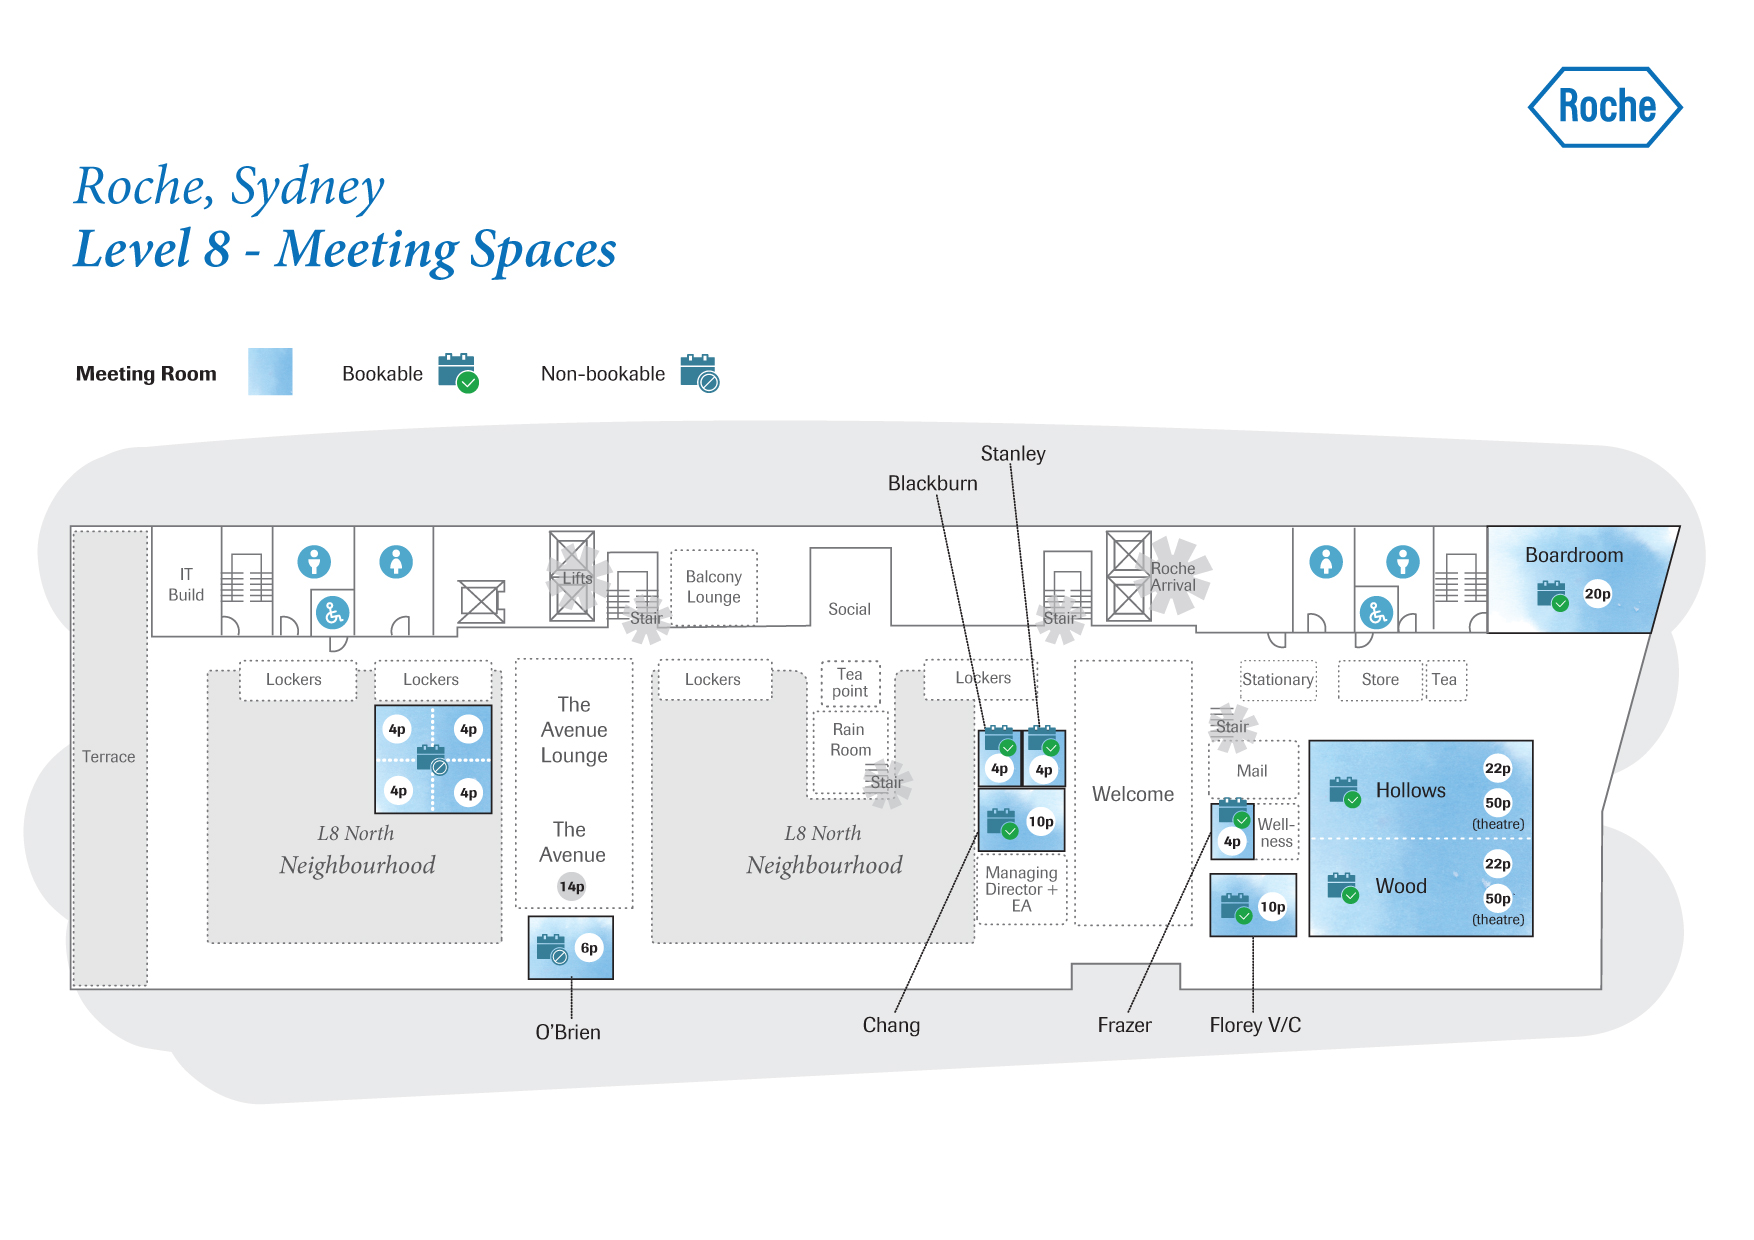 Roche
Roche, Sydney
Level 8 - Meeting Spaces
Meeting Room
Bookable
Non-bookable
Stanley
Blackburn
IT
Build
Lifts
Stair
Balcony
Lounge
Social
Stair
Roche
Arrival
Boardroom
20p
Terrace
Lockers
Lockers
4p
4p
4p
4p
L8 North
Neighbourhood
The
Avenue
Lounge
The
Avenue
14p
6p
Lockers
Tea
point
Rain
Room
Stair
L8 North
Neighbourhood
Lockers
4p
4p
10p
Managing
Director +
EA
Welcome
Stationary
Store
Tea
Stair
Mail
4p
Well-
ness
10p
Hollows
22p
50p
(theatre)
Wood
22p
50p
(theatre)
O’Brien
Chang
Frazer
Florey V/C